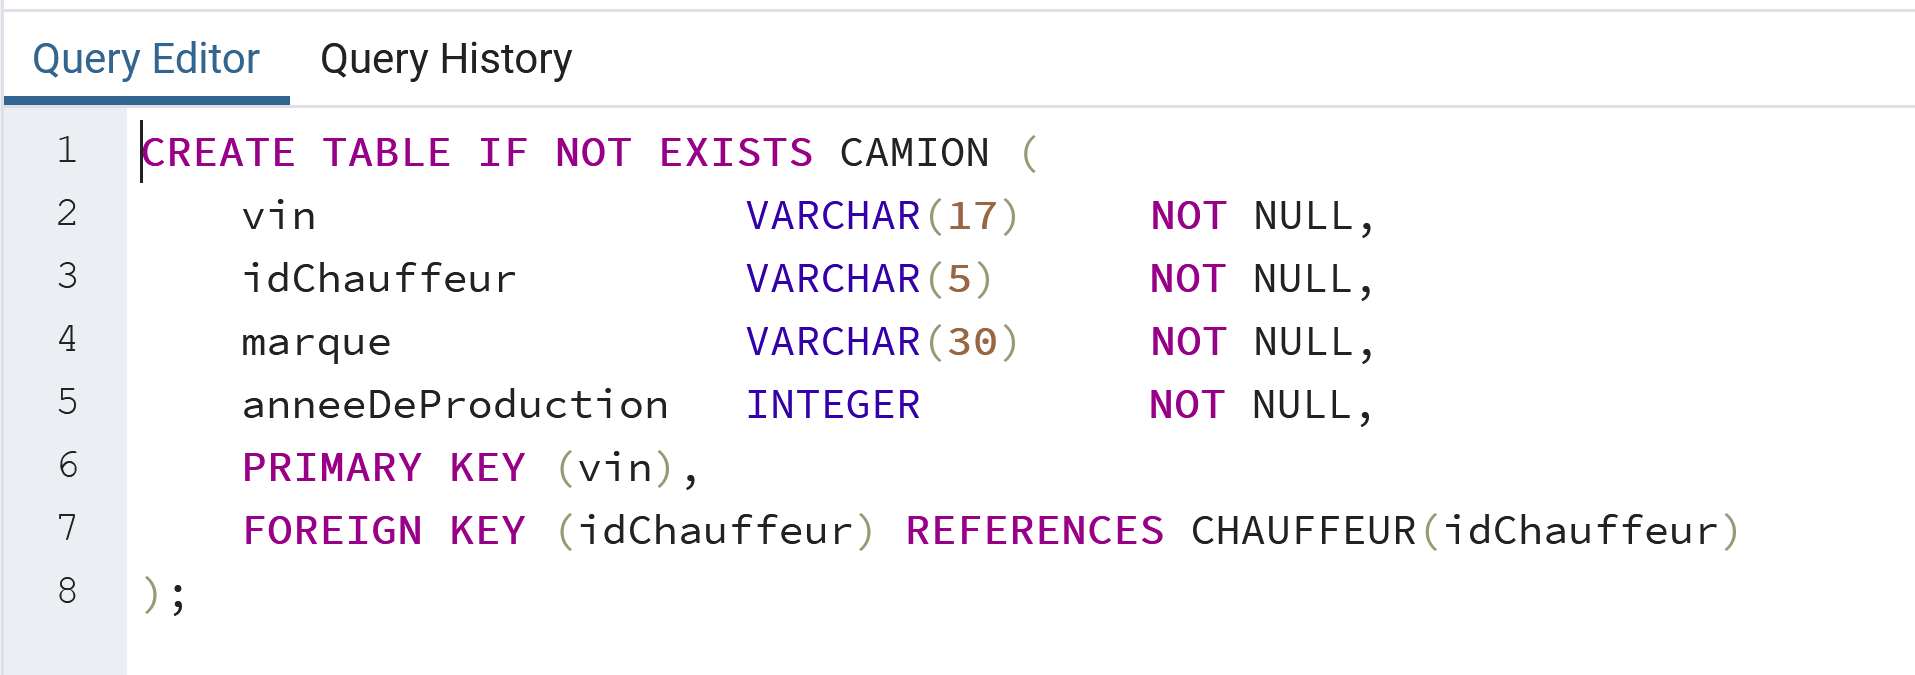 Query Editor Query History
1 CREATE TABLE IF NOT EXISTS CAMION (
2 vin VARCHAR(17) NOT NULL,
3 idChauffeur VARCHAR(5) NOT NULL,
4 marque VARCHAR(30) NOT NULL,
5 anneeDeProduction INTEGER NOT NULL,
6 PRIMARY KEY (vin),
7 FOREIGN KEY (idChauffeur) REFERENCES CHAUFFEUR(idChauffeur)
8 );